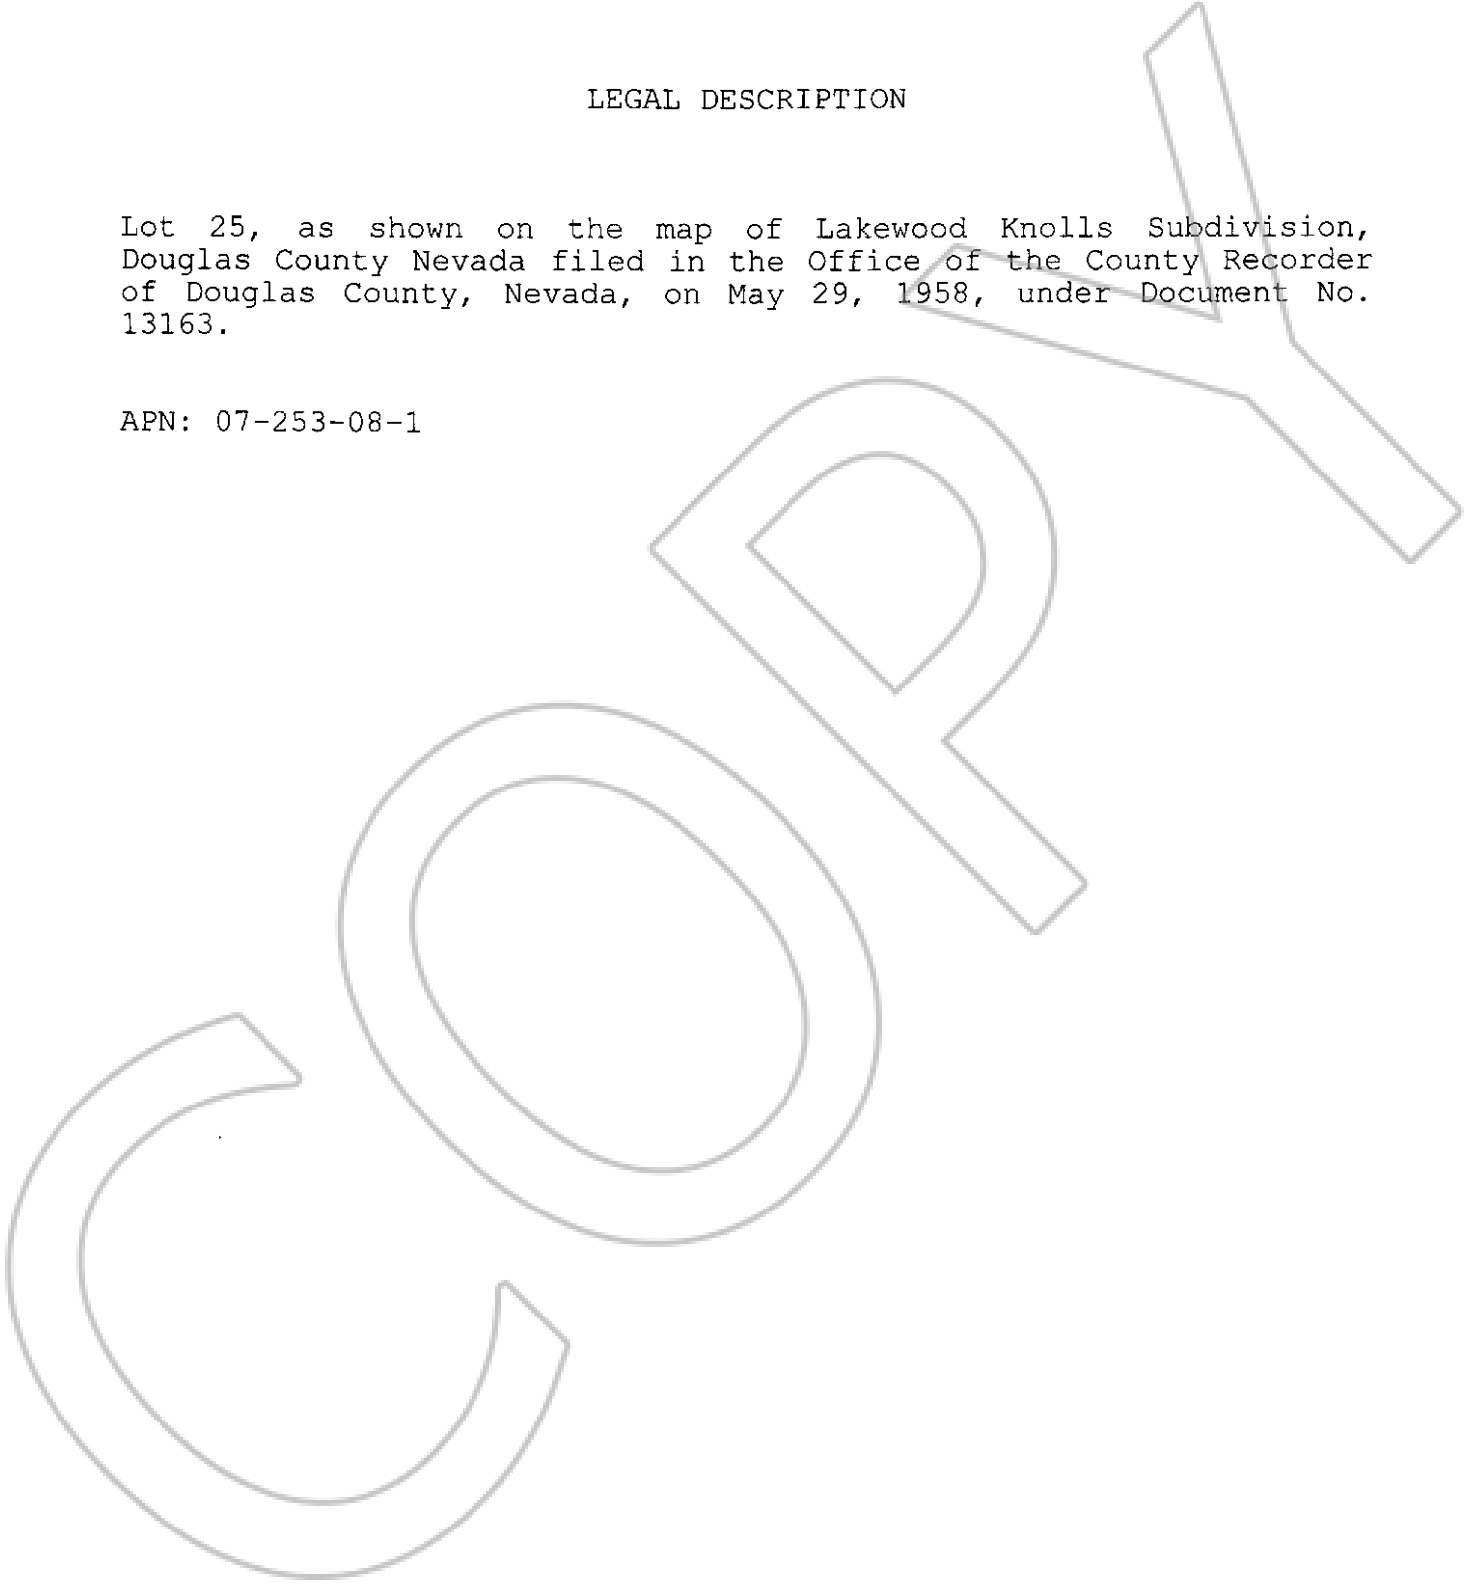 LEGAL DESCRIPTION
Lot 25, as shown on the map of Lakewood Knolls Subdivision,
Douglas County Nevada filed in the Office of the County Recorder
of Douglas County, Nevada, on May 29, 1958, under Document No.
13163.
APN: 07-253-08-1
COPY